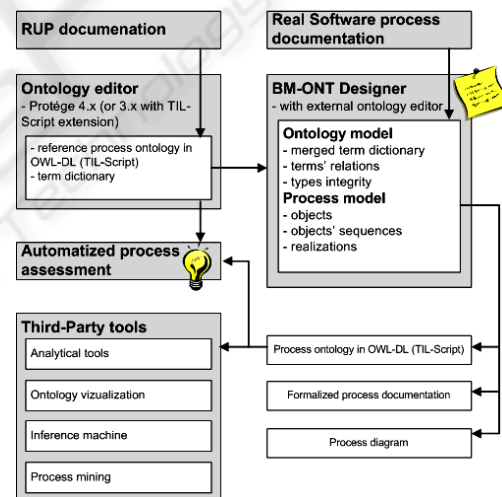 RUP documenation
Real Software process
documentation
Ontology editor
- Protége 4.x (or 3.x with TIL-
Script extension)
- reference process ontology in
OWL-DL (TIL-Script)
- term dictionary
BM-ONT Designer
- with external ontology editor
Ontology model
- merged term dictionary
- terms' relations
- types integrity
Process model
- objects
- objects' sequences
- realizations
Automatized process
assessment
Third-Party tools
Analytical tools
Ontology vizualization
Inference machine
Process mining
Process ontology in OWL-DL (TIL-Script)
Formalized process documentation
Process diagram